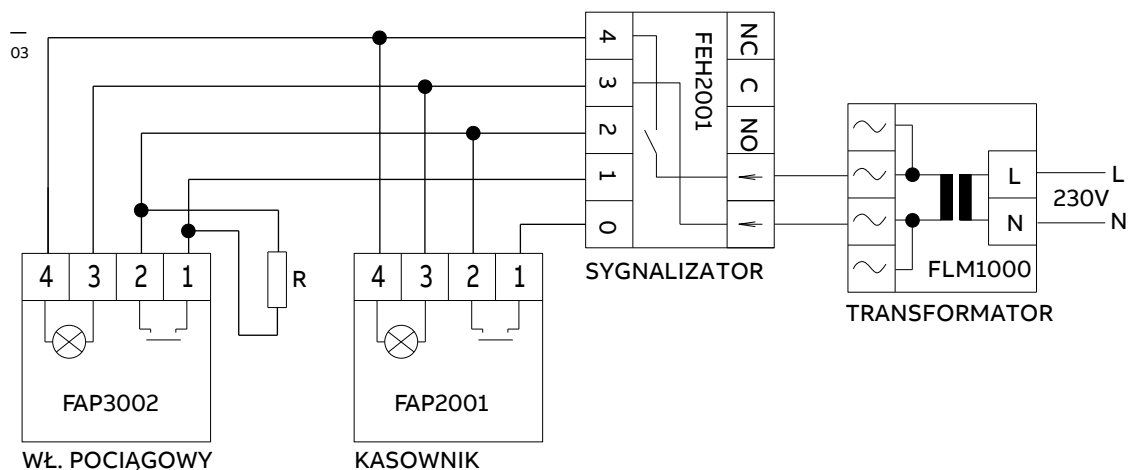 03
4
3
2
1
0
FEH2001
NC
C
NO
SYGNALIZATOR
L
N
230V
L
N
FLM1000
TRANSFORMATOR
4 3 2 1
R
FAP3002
WŁ. POCIĄGOWY
4 3 2 1
FAP2001
KASOWNIK